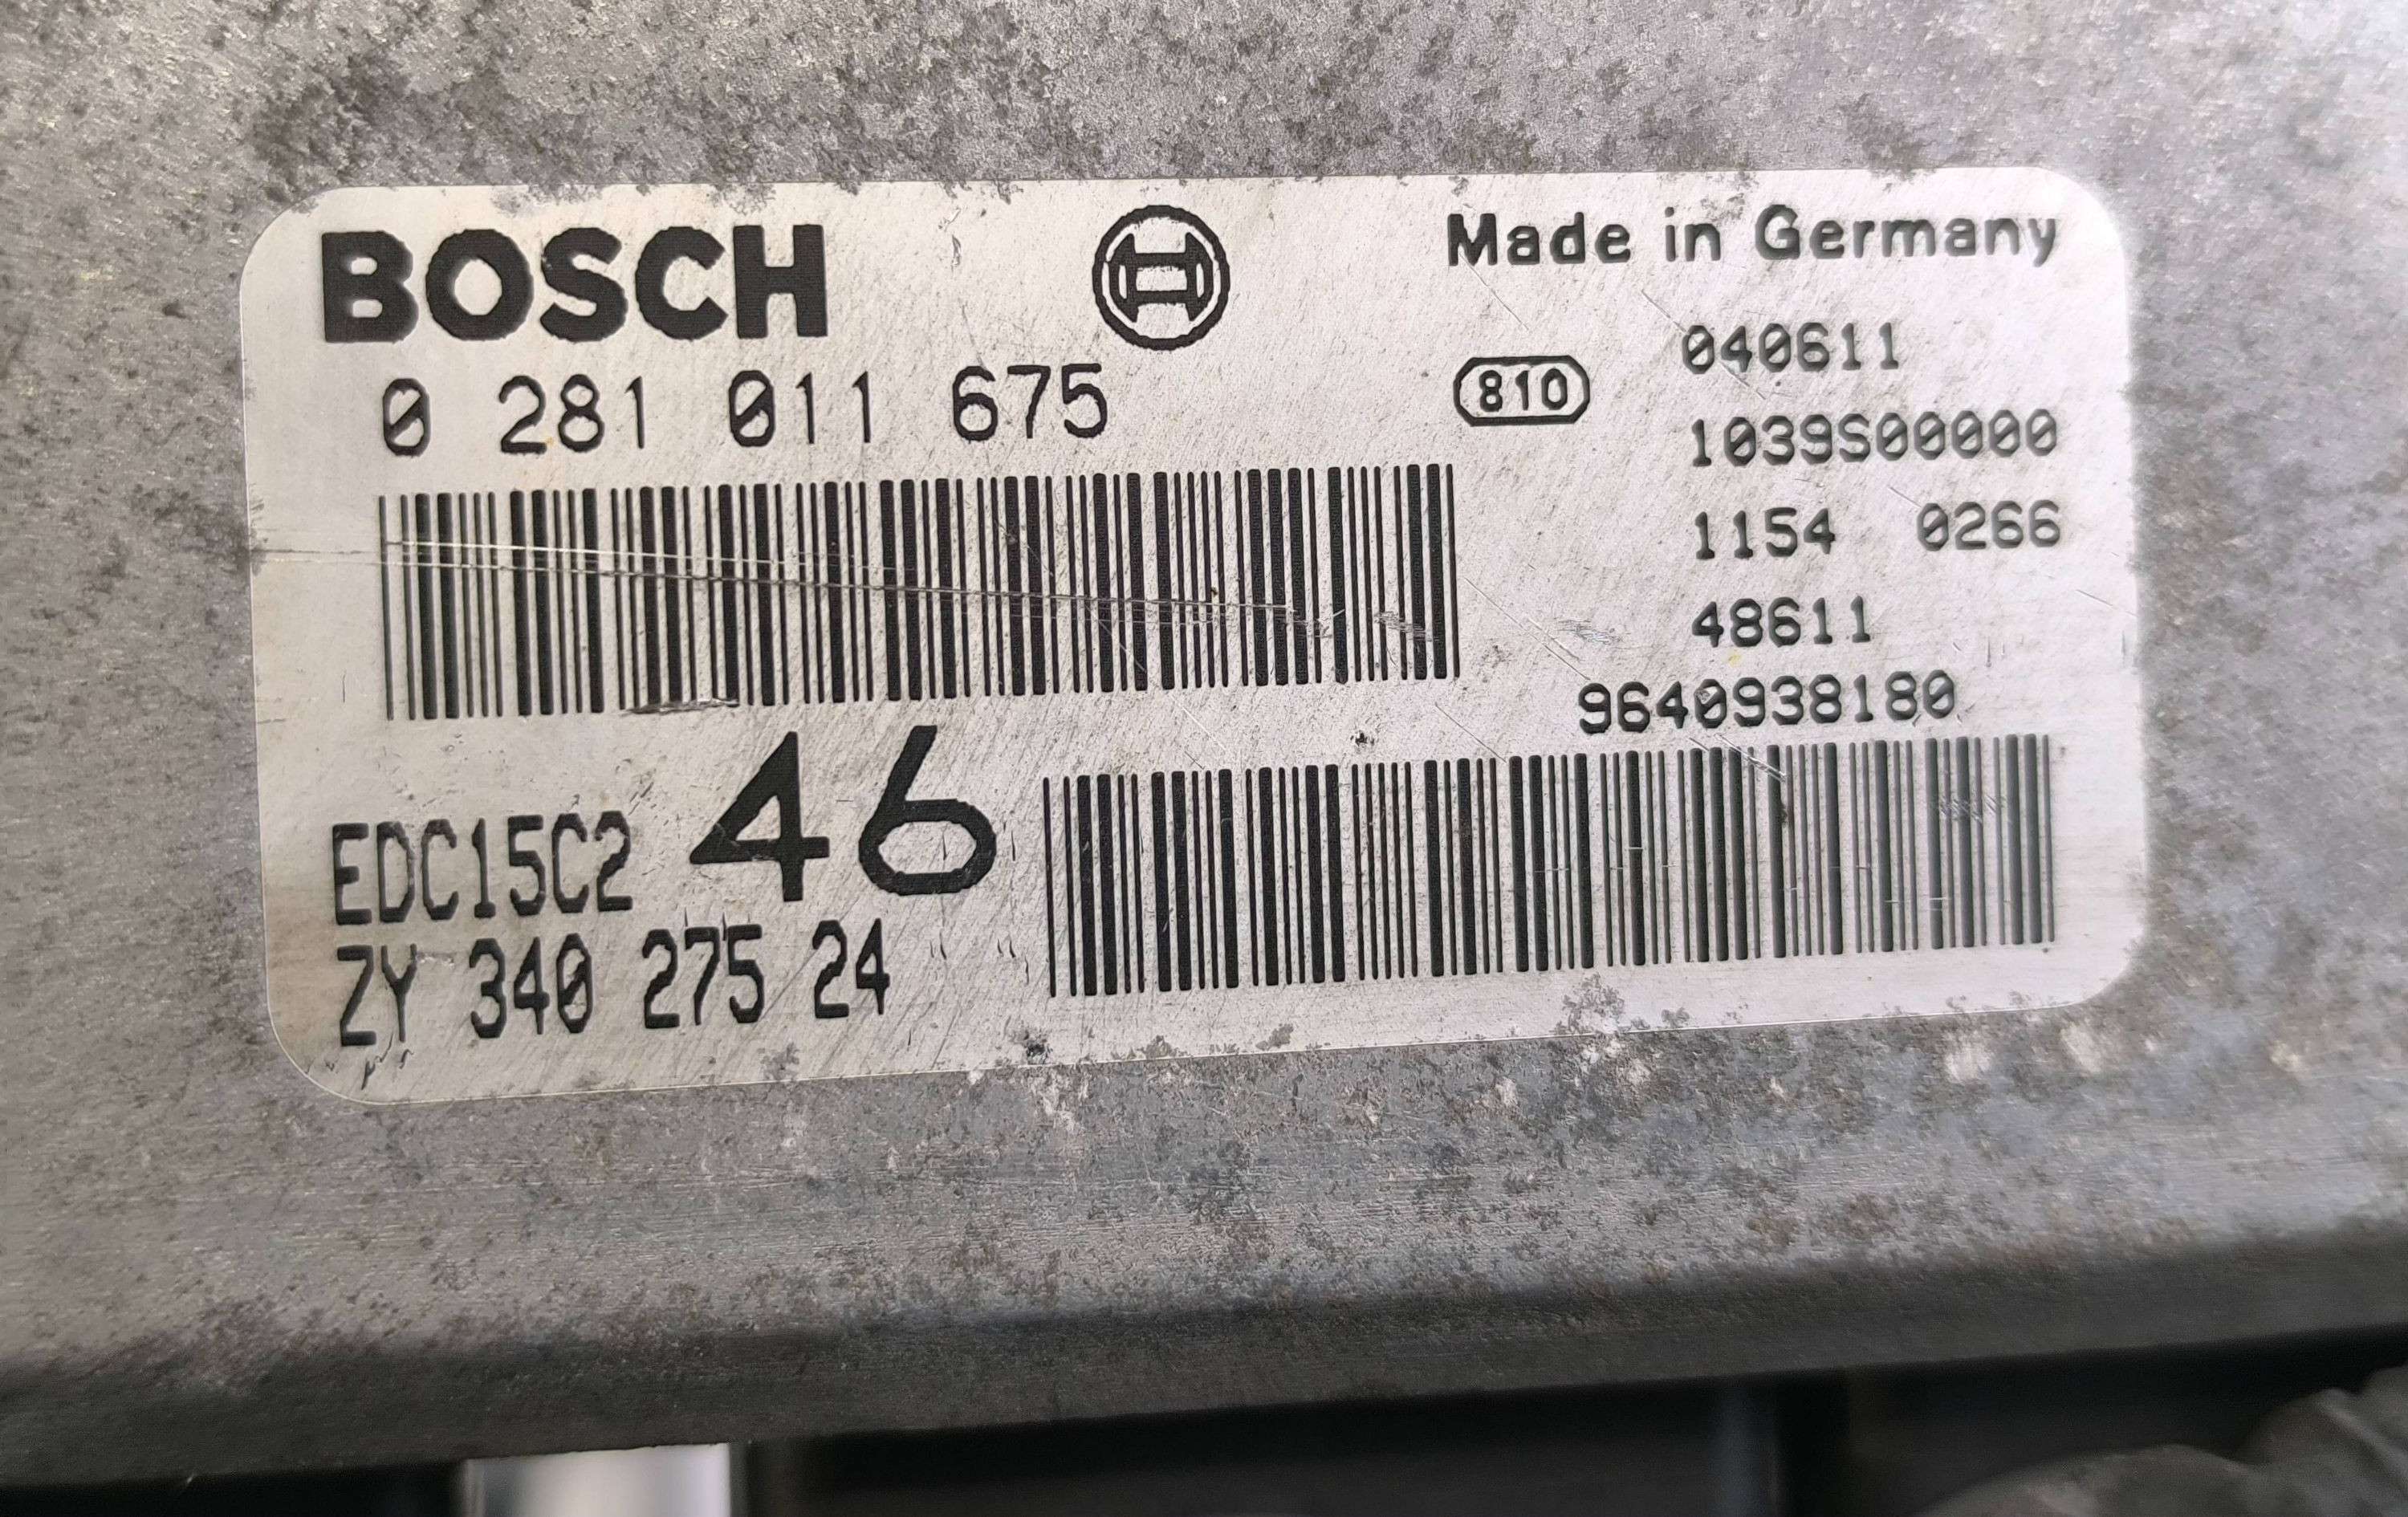 BOSCH
Made in Germany
0 281 011 675
810
040611
1039S00000
1154 0266
48611
9640938180
EDC15C2 46
ZY 340 275 24